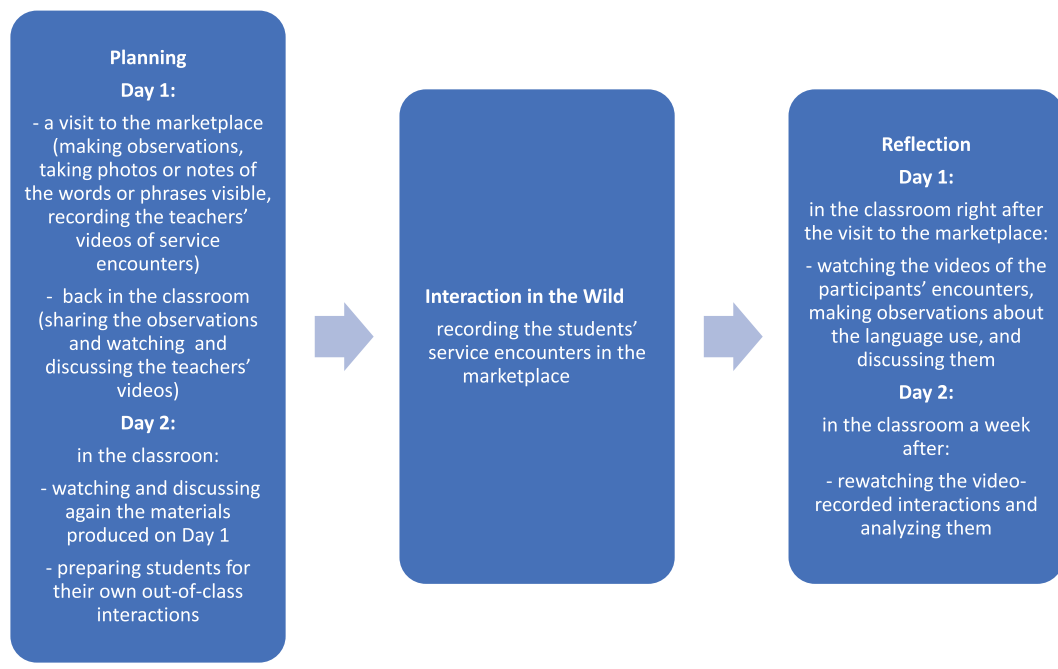 Planning
Day 1:
- a visit to the marketplace
(making observations,
taking photos or notes of
the words or phrases visible,
recording the teachers’
videos of service
encounters)
- back in the classroom
(sharing the observations
and watching and
discussing the teachers’
videos)
Day 2:
in the classroon:
- watching and discussing
again the materials
produced on Day 1
- preparing students for
their own out-of-class
interactions
Interaction in the Wild
recording the students’
service encounters in the
marketplace
Reflection
Day 1:
in the classroom right after
the visit to the marketplace:
- watching the videos of the
participants’ encounters,
making observations about
the language use, and
discussing them
Day 2:
in the classroom a week
after:
- rewatching the video-
recorded interactions and
analyzing them